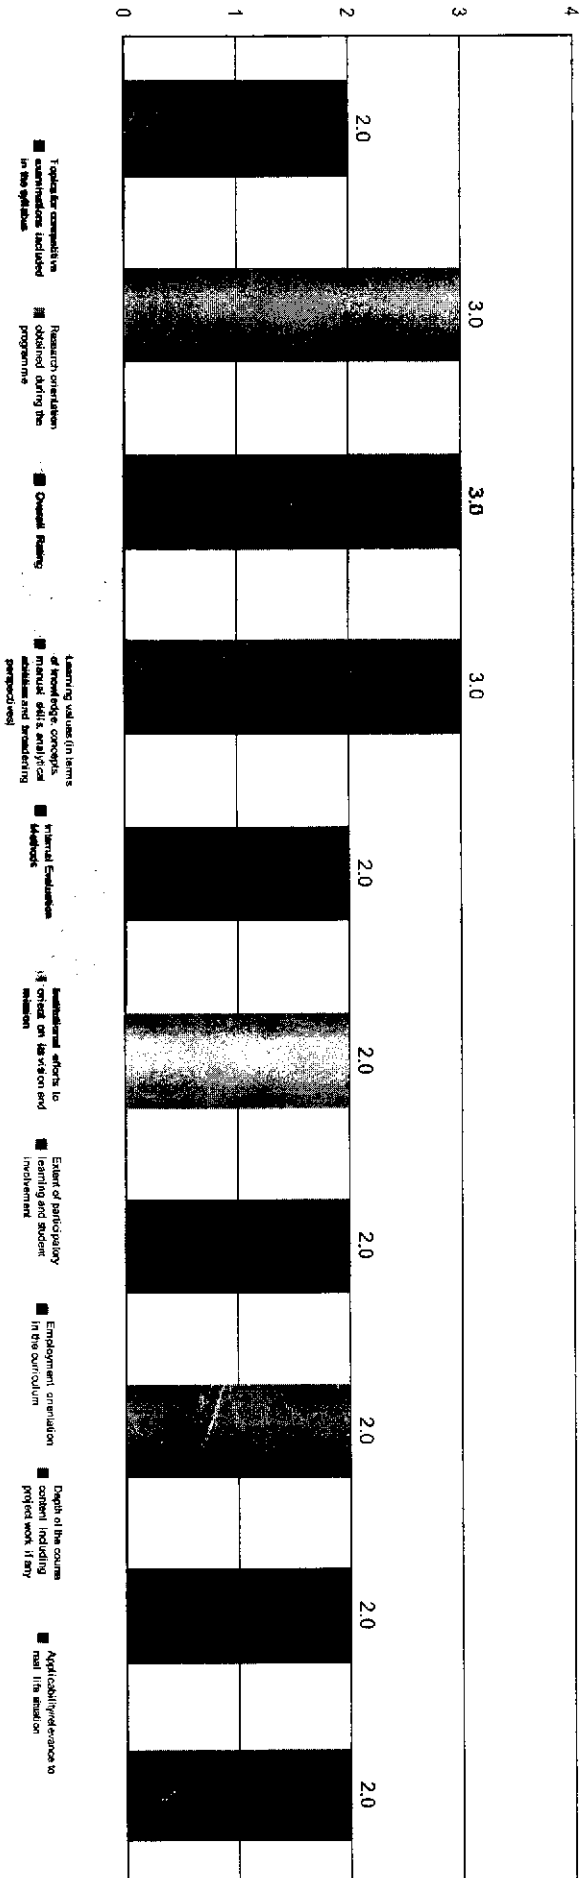 4
3
2
1
0
2.0
3.0
3.0
3.0
2.0
2.0
2.0
2.0
2.0
2.0
Topics for competitive
examinations included
in the syllabus
Research orientation
obtained during the
programme
Overall Rating
Learning values (in terms
of knowledge, concepts,
manual skills, analytical
abilities and broadening
perspectives)
Internal Evaluation
Methods
Institutional efforts to
orient on its vision and
mission
Extent of participatory
learning and student
involvement
Employment orientation
in the curriculum
Depth of the course
content including
project work if any
Applicability/relevance to
real life situation